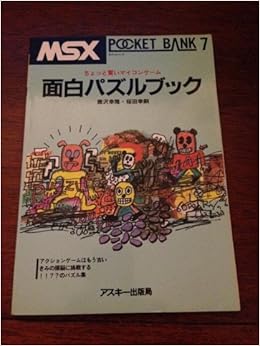 MSX POCKET BANK 7
ちょっと賢いマイコンゲーム
面白パズルブック
アクションゲームはもう古い
きみの頭脳に挑戦する
!!??のパズル集
アスキー出版局